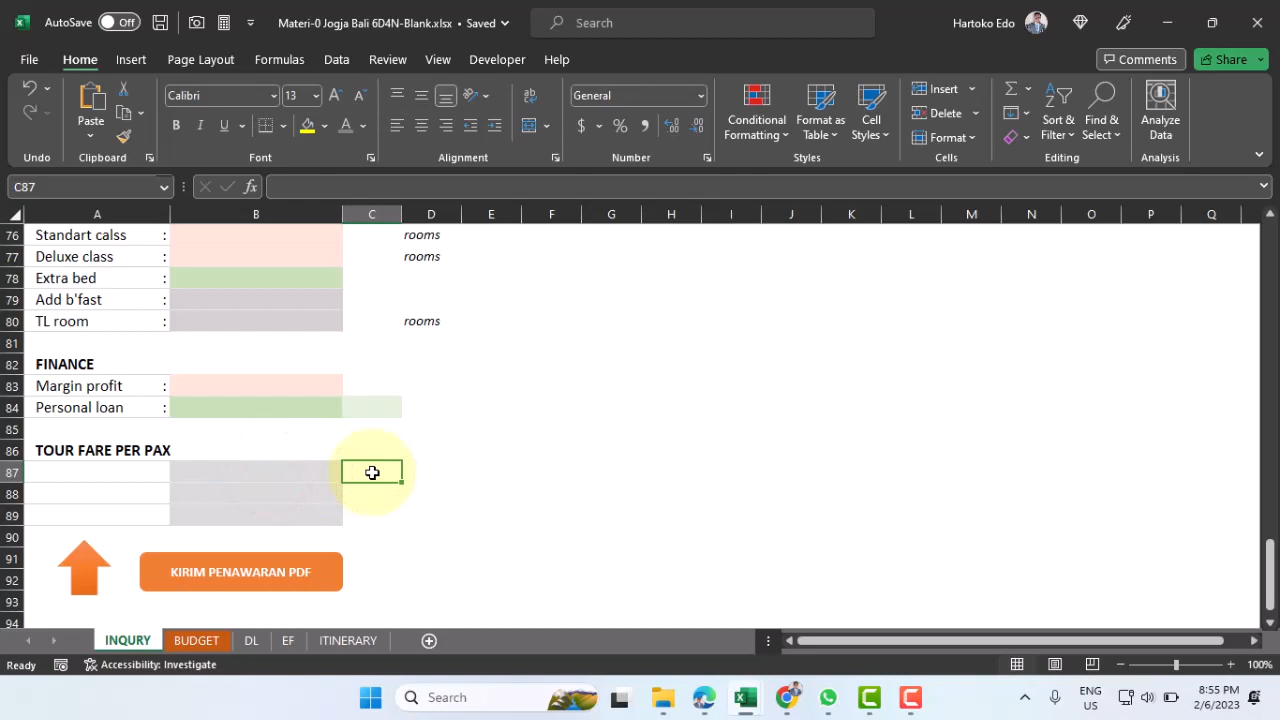 AutoSave Off Materi-0 Jogja Bali 6D4N-Blank.xlsx • Saved Search Hartoko Edo
File Home Insert Page Layout Formulas Data Review View Developer Help Comments Share
Calibri 13 General
Paste Conditional Formatting Format as Table Cell Styles Insert Delete Format Sort & Filter Find & Select Analyze Data
Undo Clipboard Font Alignment Number Styles Cells Editing Analysis
C87 fx
A B C D E F G H I J K L M N O P Q
76 Standart calss : rooms
77 Deluxe class : rooms
78 Extra bed :
79 Add b'fast :
80 TL room : rooms
81
82 FINANCE
83 Margin profit :
84 Personal loan :
85
86 TOUR FARE PER PAX
87
88
89
90
91 KIRIM PENAWARAN PDF
92
93
94
INQURY BUDGET DL EF ITINERARY
Ready Accessibility: Investigate 100%
Search ENG US 8:55 PM 2/6/2023